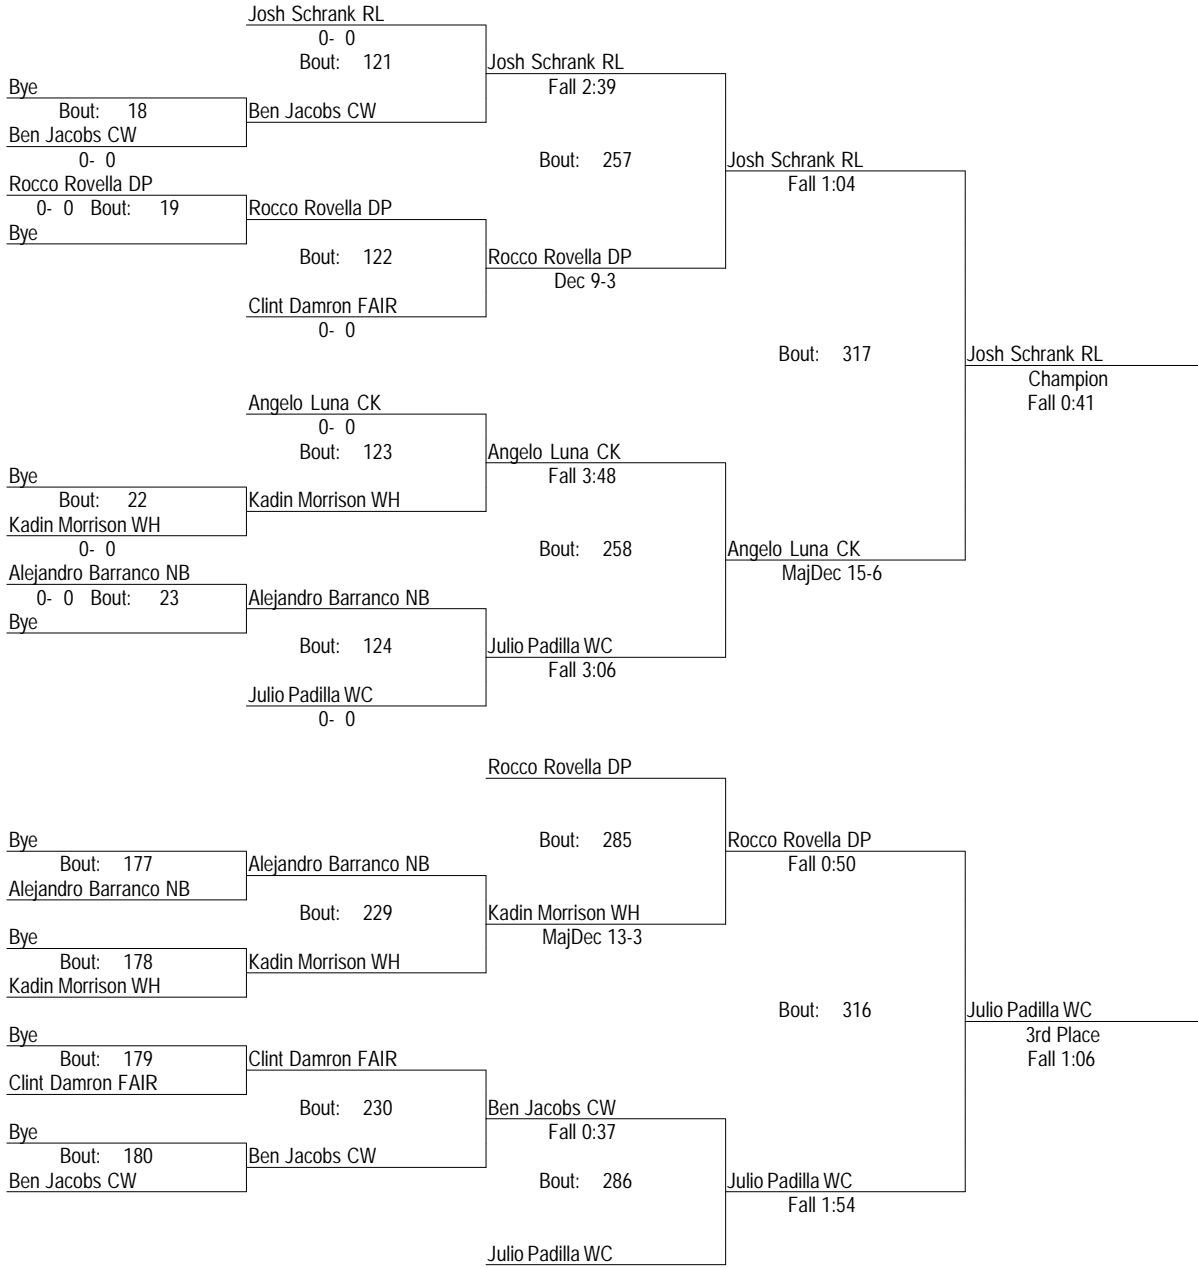 Josh Schrank RL
0- 0
Bout: 121
Josh Schrank RL
Bye
Fall 2:39
Bout: 18
Ben Jacobs CW
Ben Jacobs CW
0- 0
Bout: 257
Josh Schrank RL
Rocco Rovella DP
Fall 1:04
0- 0 Bout: 19
Rocco Rovella DP
Bye
Bout: 122
Rocco Rovella DP
Dec 9-3
Clint Damron FAIR
0- 0
Bout: 317
Josh Schrank RL
Champion
Fall 0:41
Angelo Luna CK
0- 0
Bout: 123
Angelo Luna CK
Bye
Fall 3:48
Bout: 22
Kadin Morrison WH
Kadin Morrison WH
0- 0
Bout: 258
Angelo Luna CK
Alejandro Barranco NB
MajDec 15-6
0- 0 Bout: 23
Alejandro Barranco NB
Bye
Bout: 124
Julio Padilla WC
Fall 3:06
Julio Padilla WC
0- 0
Rocco Rovella DP
Bye
Bout: 285
Rocco Rovella DP
Bout: 177
Alejandro Barranco NB
Fall 0:50
Alejandro Barranco NB
Bout: 229
Kadin Morrison WH
Bye
MajDec 13-3
Bout: 178
Kadin Morrison WH
Kadin Morrison WH
Bout: 316
Julio Padilla WC
Bye
3rd Place
Bout: 179
Clint Damron FAIR
Fall 1:06
Clint Damron FAIR
Bout: 230
Ben Jacobs CW
Bye
Fall 0:37
Bout: 180
Ben Jacobs CW
Ben Jacobs CW
Bout: 286
Julio Padilla WC
Fall 1:54
Julio Padilla WC